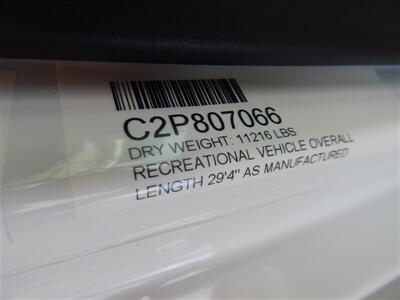 C2P807066
DRY WEIGHT: 11216 LBS
RECREATIONAL VEHICLE OVERALL
LENGTH 29'4" AS MANUFACTURED